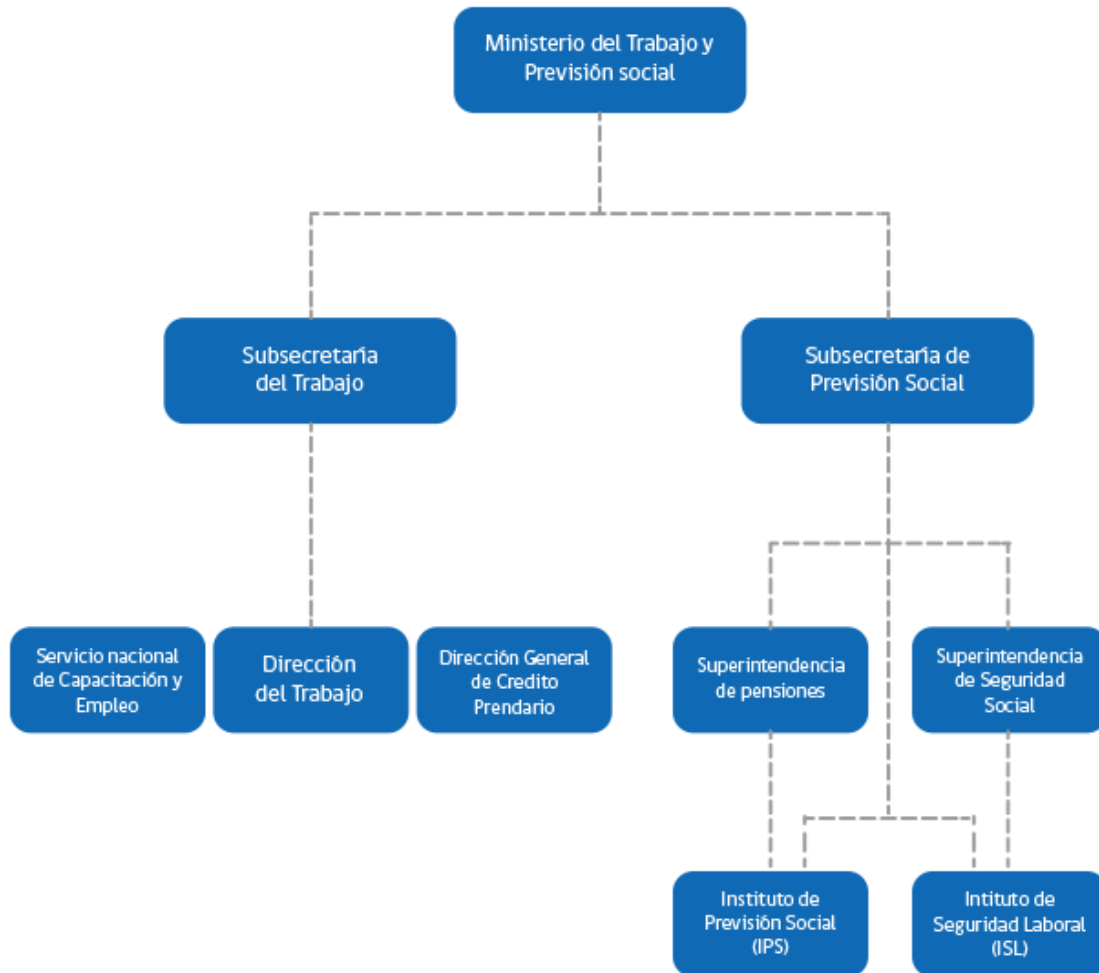 Ministerio del Trabajo y
Previsión social
Subsecretaría
del Trabajo
Subsecretaría de
Previsión Social
Servicio nacional
de Capacitación y
Empleo
Dirección
del Trabajo
Dirección General
de Credito
Prendario
Superintendencia
de pensiones
Superintendencia
de Seguridad
Social
Instituto de
Previsión Social
(IPS)
Intituto de
Seguridad Laboral
(ISL)